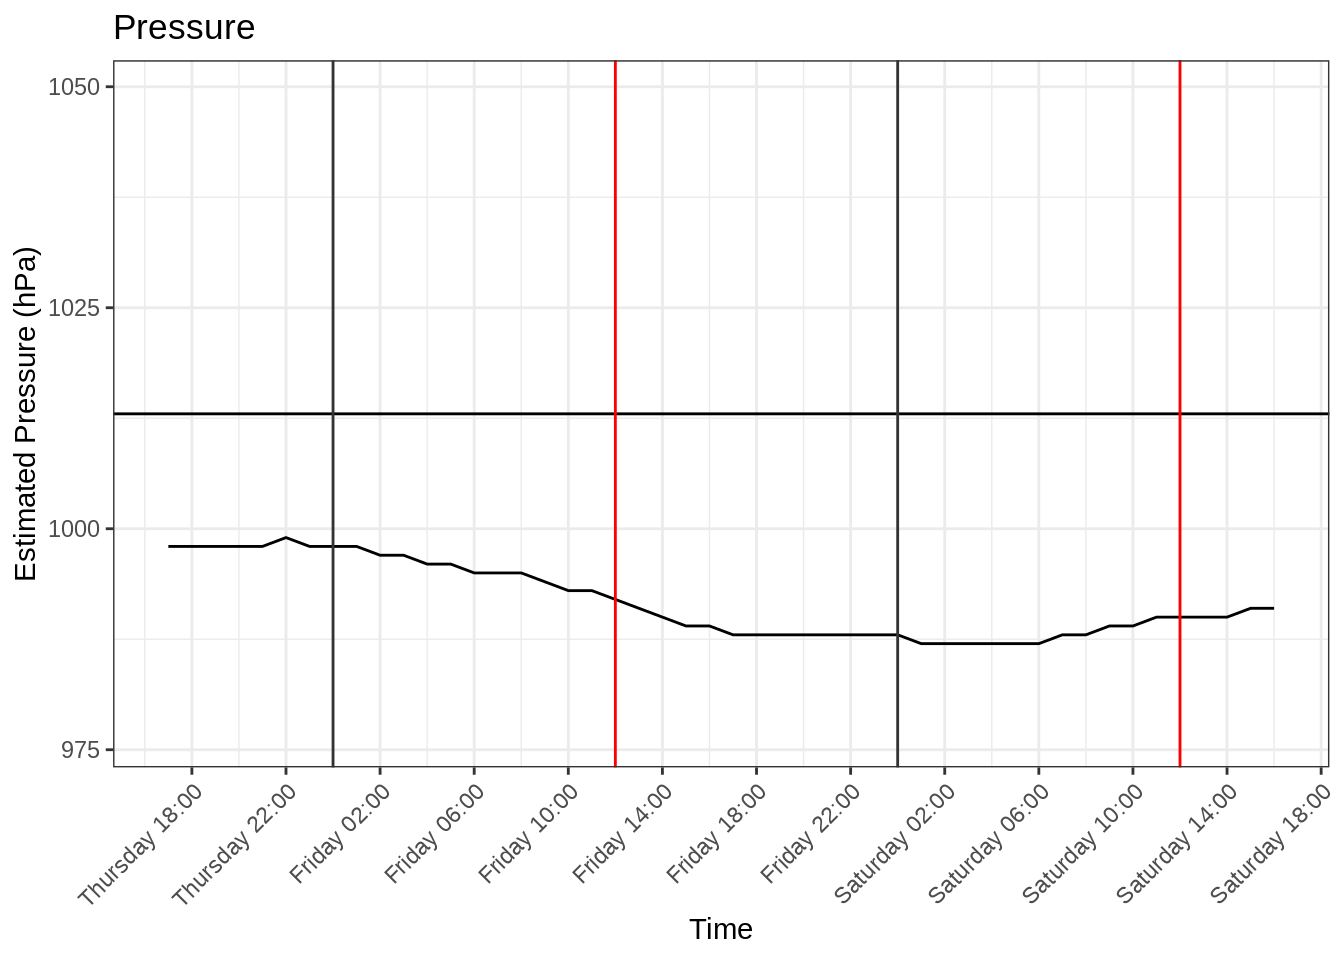 Pressure
Estimated Pressure (hPa)
1050
1025
1000
975
Thursday 18:00
Thursday 22:00
Friday 02:00
Friday 06:00
Friday 10:00
Friday 14:00
Friday 18:00
Friday 22:00
Saturday 02:00
Saturday 06:00
Saturday 10:00
Saturday 14:00
Saturday 18:00
Time